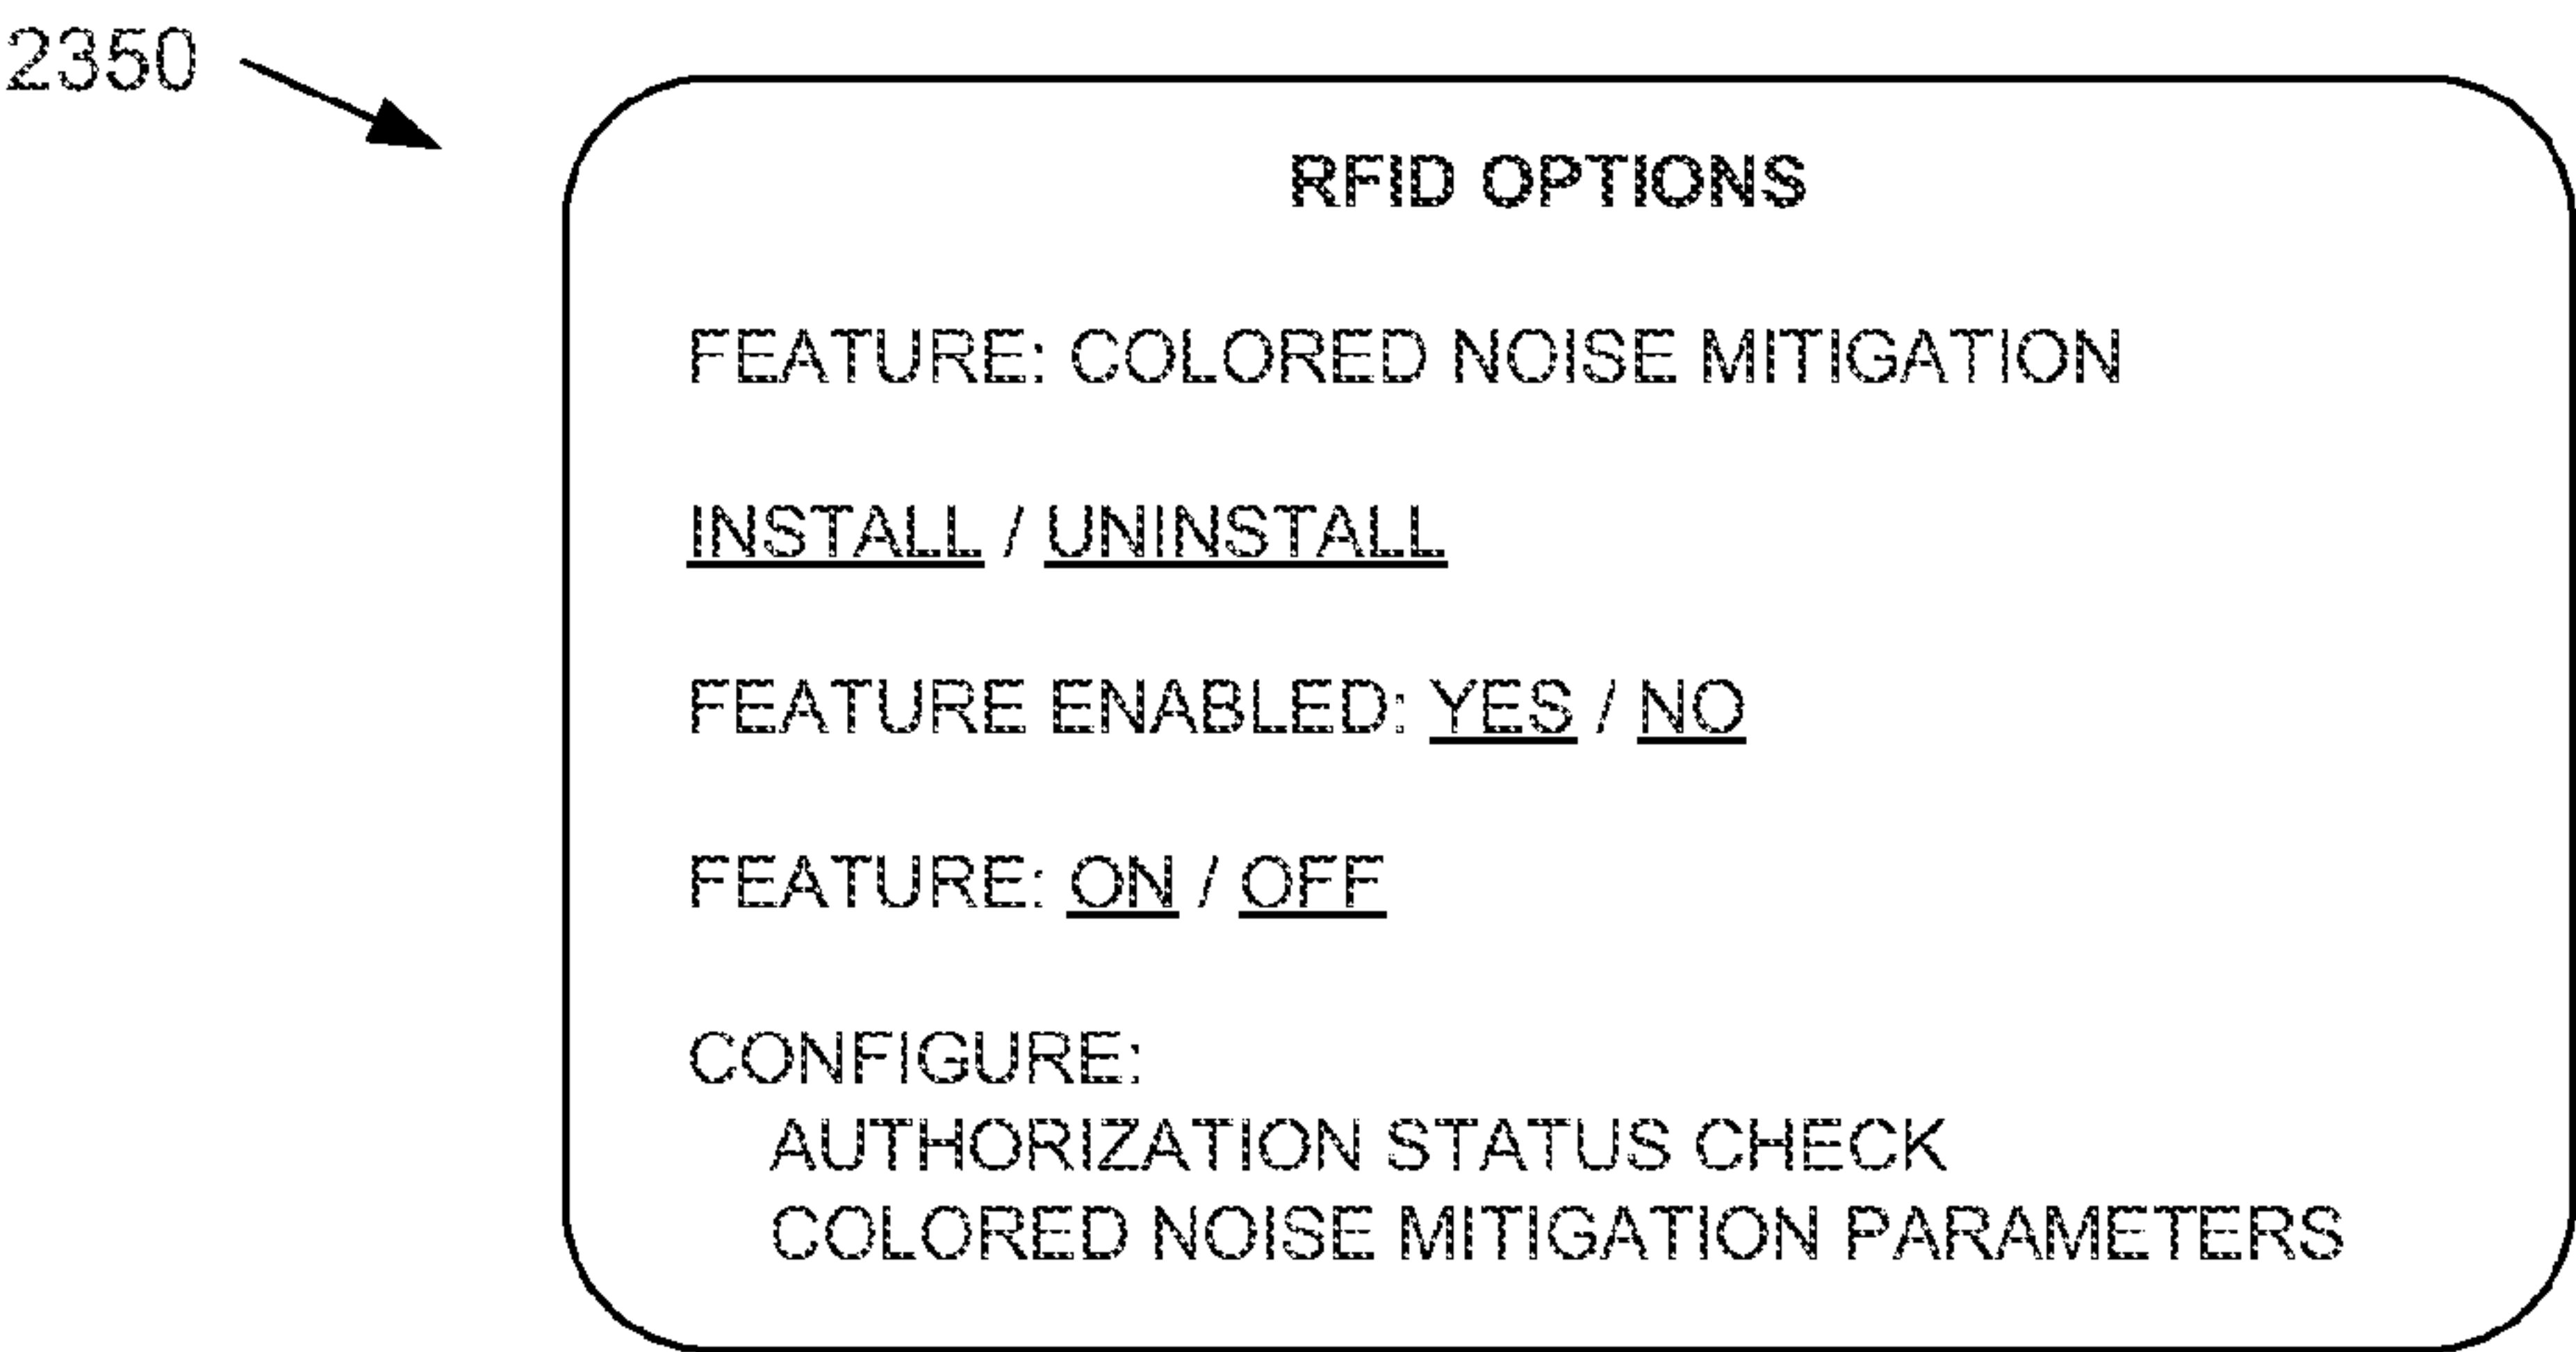 2350
RFID OPTIONS
FEATURE: COLORED NOISE MITIGATION
INSTALL / UNINSTALL
FEATURE ENABLED: YES / NO
FEATURE: ON / OFF
CONFIGURE:
AUTHORIZATION STATUS CHECK
COLORED NOISE MITIGATION PARAMETERS